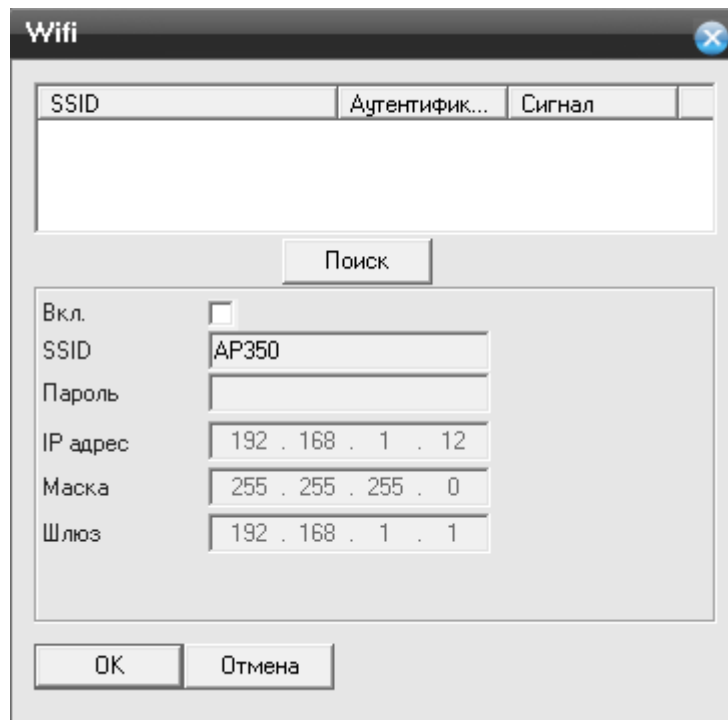 Wifi
SSID Аутентифик... Сигнал
Поиск
Вкл.
SSID AP350
Пароль
IP адрес 192 . 168 . 1 . 12
Маска 255 . 255 . 255 . 0
Шлюз 192 . 168 . 1 . 1
OK Отмена